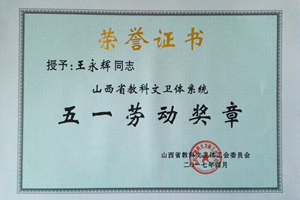 荣誉证书
授予:王永辉同志
山西省教科文卫体系统
五一劳动奖章
山西省教科文卫体工会委员会
二〇一七年四月